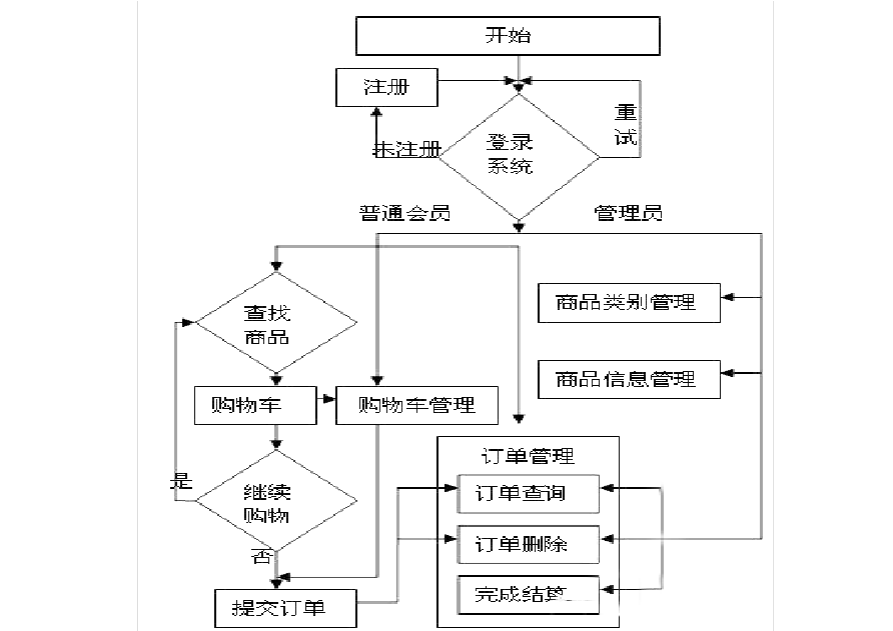 开始
注册
重
试
登录
系统
未注册
普通会员
管理员
查找
商品
商品类别管理
商品信息管理
购物车
购物车管理
订单管理
是
继续
购物
订单查询
否
订单删除
完成结算
提交订单